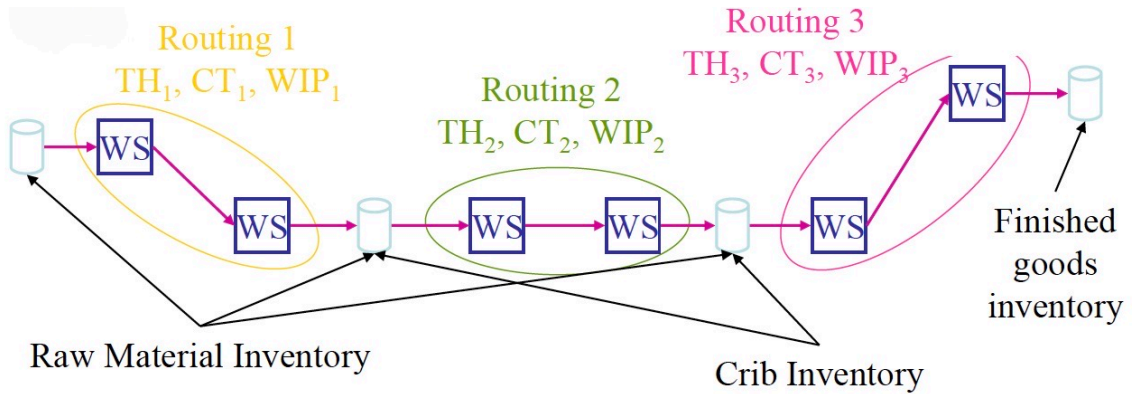 Routing 1
TH1, CT1, WIP1
Routing 2
TH2, CT2, WIP2
Routing 3
TH3, CT3, WIP3
WS
WS
WS
WS
WS
WS
Raw Material Inventory
Crib Inventory
Finished
goods
inventory